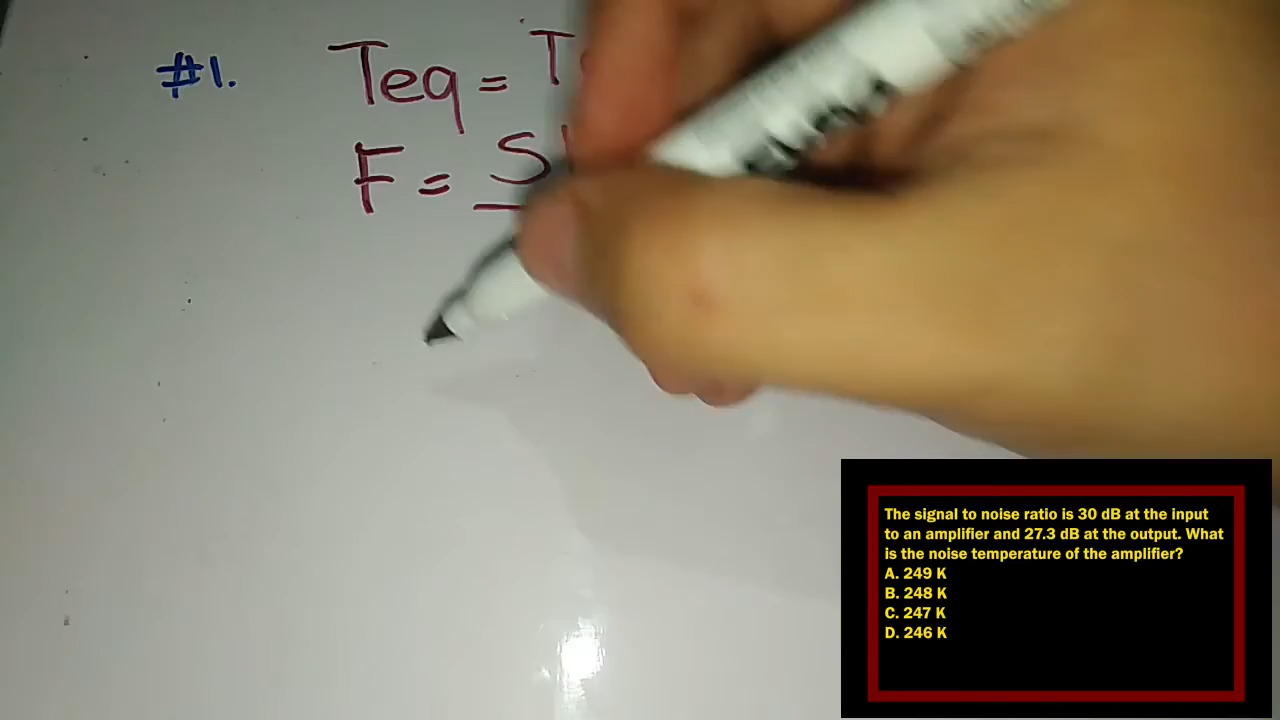 #1. Teq = T
F = S
The signal to noise ratio is 30 dB at the input
to an amplifier and 27.3 dB at the output. What
is the noise temperature of the amplifier?
A. 249 K
B. 248 K
C. 247 K
D. 246 K